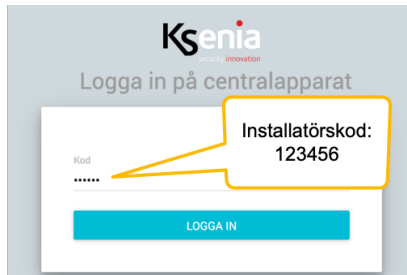 Ksenia
security innovation
Logga in på centralapparat
Installatörskod:
123456
Kod
••••••
LOGGA IN